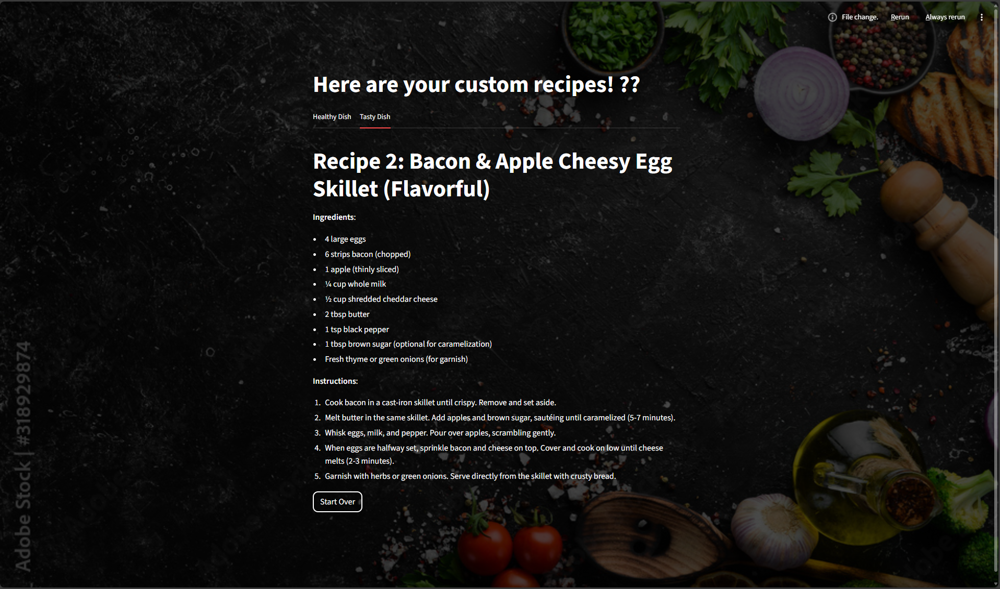 File change. Rerun Always rerun
Here are your custom recipes! ??
Healthy Dish Tasty Dish
Recipe 2: Bacon & Apple Cheesy Egg
Skillet (Flavorful)
Ingredients:
• 4 large eggs
• 6 strips bacon (chopped)
• 1 apple (thinly sliced)
• ¼ cup whole milk
• ½ cup shredded cheddar cheese
• 2 tbsp butter
• 1 tsp black pepper
• 1 tbsp brown sugar (optional for caramelization)
• Fresh thyme or green onions (for garnish)
Instructions:
1. Cook bacon in a cast-iron skillet until crispy. Remove and set aside.
2. Melt butter in the same skillet. Add apples and brown sugar, sautéing until caramelized (5-7 minutes).
3. Whisk eggs, milk, and pepper. Pour over apples, scrambling gently.
4. When eggs are halfway set, sprinkle bacon and cheese on top. Cover and cook on low until cheese
melts (2-3 minutes).
5. Garnish with herbs or green onions. Serve directly from the skillet with crusty bread.
Start Over
Adobe Stock | #318929874